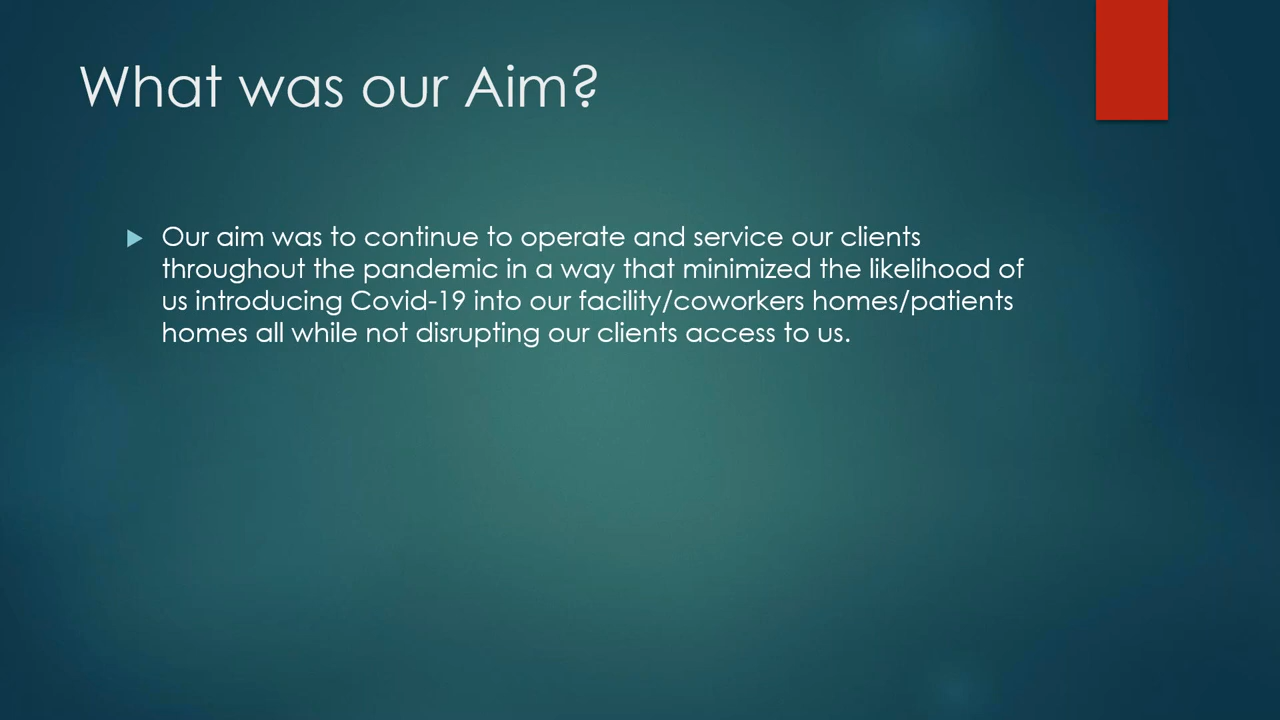 What was our Aim?
Our aim was to continue to operate and service our clients
throughout the pandemic in a way that minimized the likelihood of
us introducing Covid-19 into our facility/coworkers homes/patients
homes all while not disrupting our clients access to us.